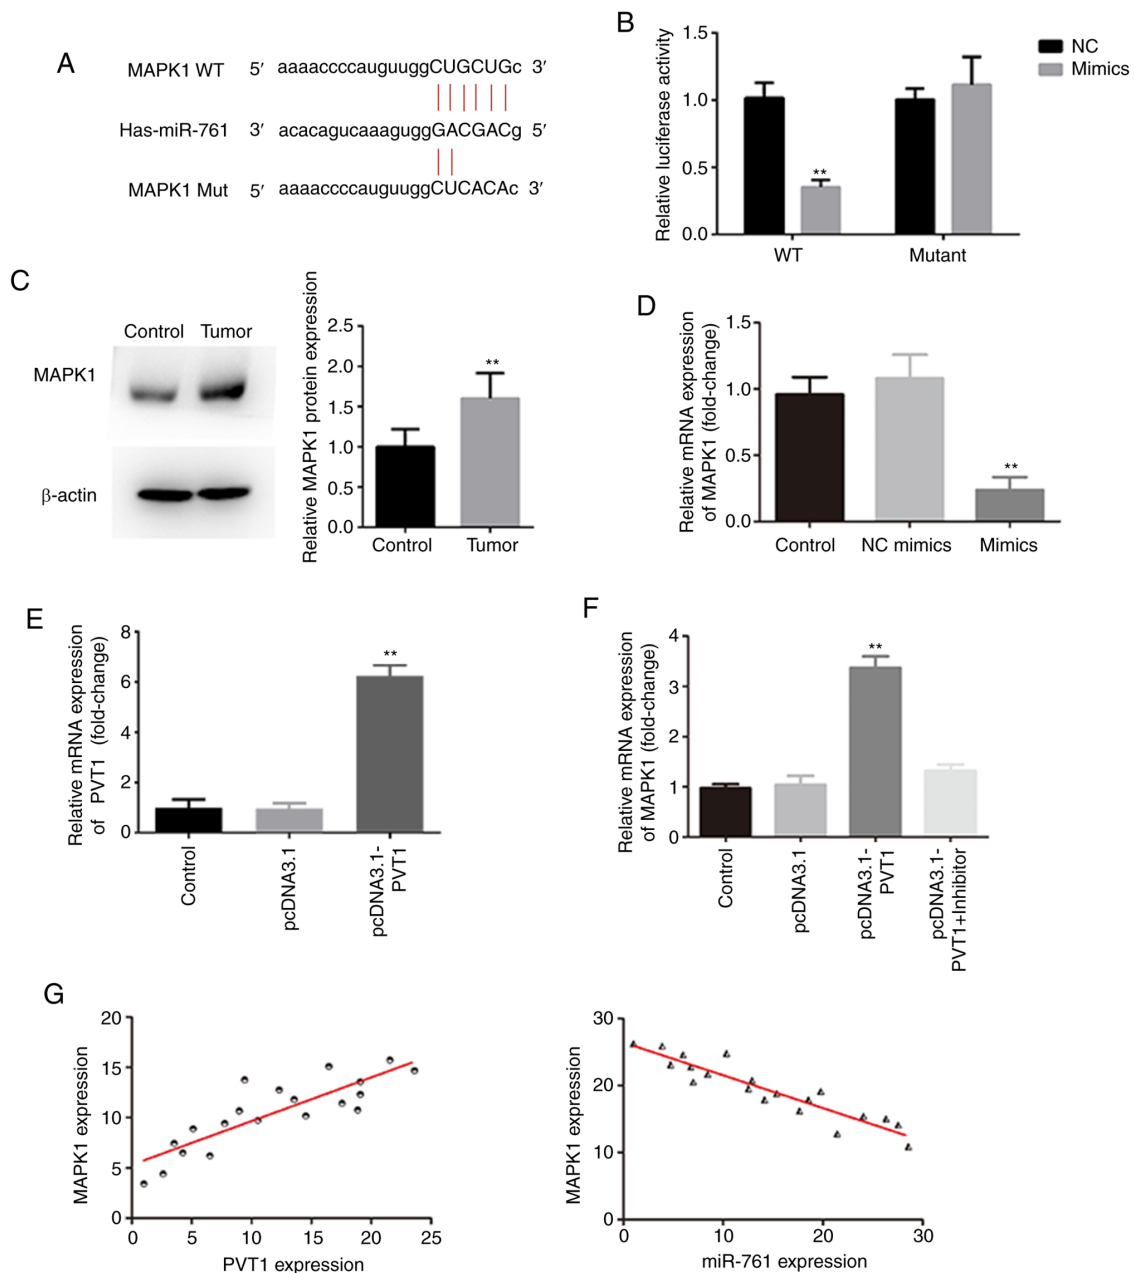 A
MAPK1 WT 5′ aaaaccccauguuggCUGCUGc 3′
Has-miR-761 3′ acacagucaaaguggGACGACg 5′
MAPK1 Mut 5′ aaaaccccauguuggCUCACAc 3′
B
Relative luciferase activity
1.5
1.0
0.5
0.0
**
WT
Mutant
NC
Mimics
C
Control Tumor
MAPK1
β-actin
Relative MAPK1 protein expression
2.5
2.0
1.5
1.0
0.5
0.0
**
Control
Tumor
D
Relative mRNA expression
of MAPK1 (fold-change)
1.5
1.0
0.5
0.0
**
Control
NC mimics
Mimics
E
Relative mRNA expression
of PVT1 (fold-change)
8
6
4
2
0
**
Control
pcDNA3.1
pcDNA3.1-
PVT1
F
Relative mRNA expression
of MAPK1 (fold-change)
4
3
2
1
0
**
Control
pcDNA3.1
pcDNA3.1-
PVT1
pcDNA3.1-
PVT1+Inhibitor
G
MAPK1 expression
20
15
10
5
0
0 5 10 15 20 25
PVT1 expression
MAPK1 expression
30
20
10
0
0 10 20 30
miR-761 expression